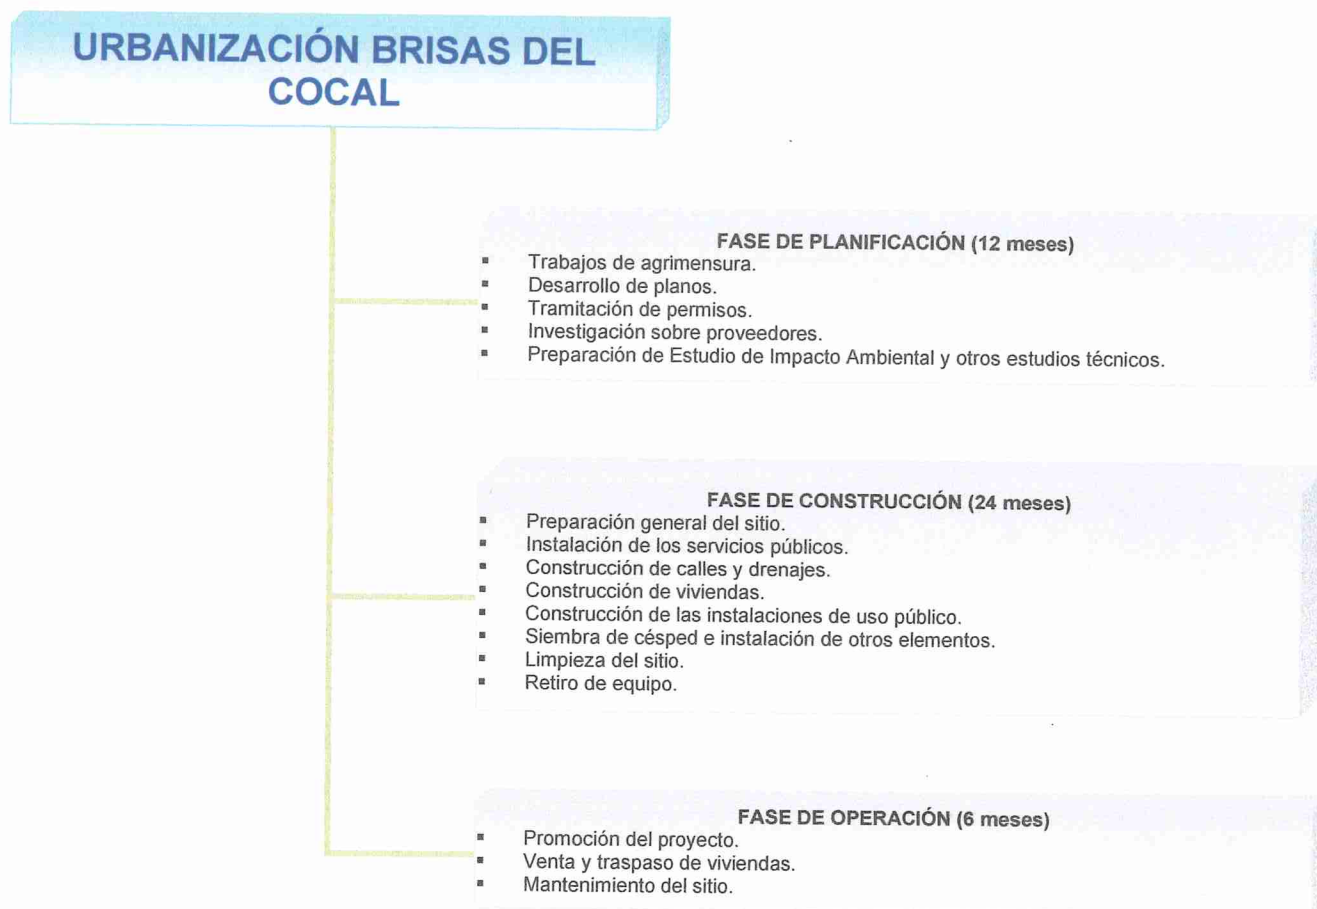 URBANIZACIÓN BRISAS DEL
COCAL
FASE DE PLANIFICACIÓN (12 meses)
▪ Trabajos de agrimensura.
▪ Desarrollo de planos.
▪ Tramitación de permisos.
▪ Investigación sobre proveedores.
▪ Preparación de Estudio de Impacto Ambiental y otros estudios técnicos.
FASE DE CONSTRUCCIÓN (24 meses)
▪ Preparación general del sitio.
▪ Instalación de los servicios públicos.
▪ Construcción de calles y drenajes.
▪ Construcción de viviendas.
▪ Construcción de las instalaciones de uso público.
▪ Siembra de césped e instalación de otros elementos.
▪ Limpieza del sitio.
▪ Retiro de equipo.
FASE DE OPERACIÓN (6 meses)
▪ Promoción del proyecto.
▪ Venta y traspaso de viviendas.
▪ Mantenimiento del sitio.